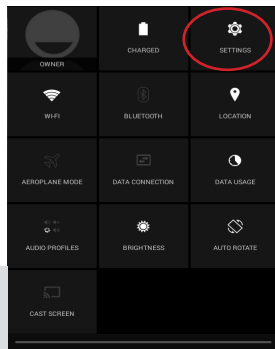 OWNER
CHARGED
SETTINGS
WI-FI
BLUETOOTH
LOCATION
AEROPLANE MODE
DATA CONNECTION
DATA USAGE
AUDIO PROFILES
BRIGHTNESS
AUTO ROTATE
CAST SCREEN